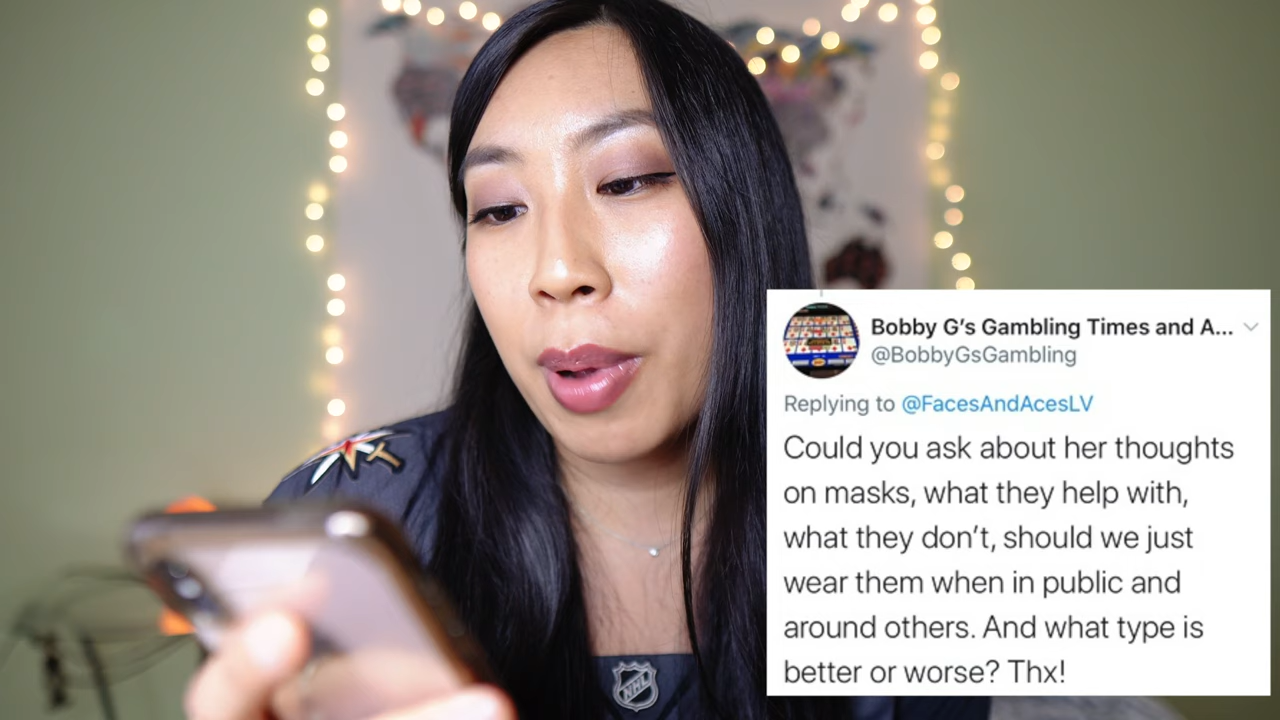 Bobby G’s Gambling Times and A...
@BobbyGsGambling
Replying to @FacesAndAcesLV
Could you ask about her thoughts
on masks, what they help with,
what they don’t, should we just
wear them when in public and
around others. And what type is
better or worse? Thx!
NHL